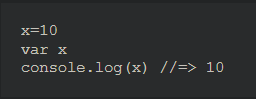 x=10
var x
console.log(x) //=> 10